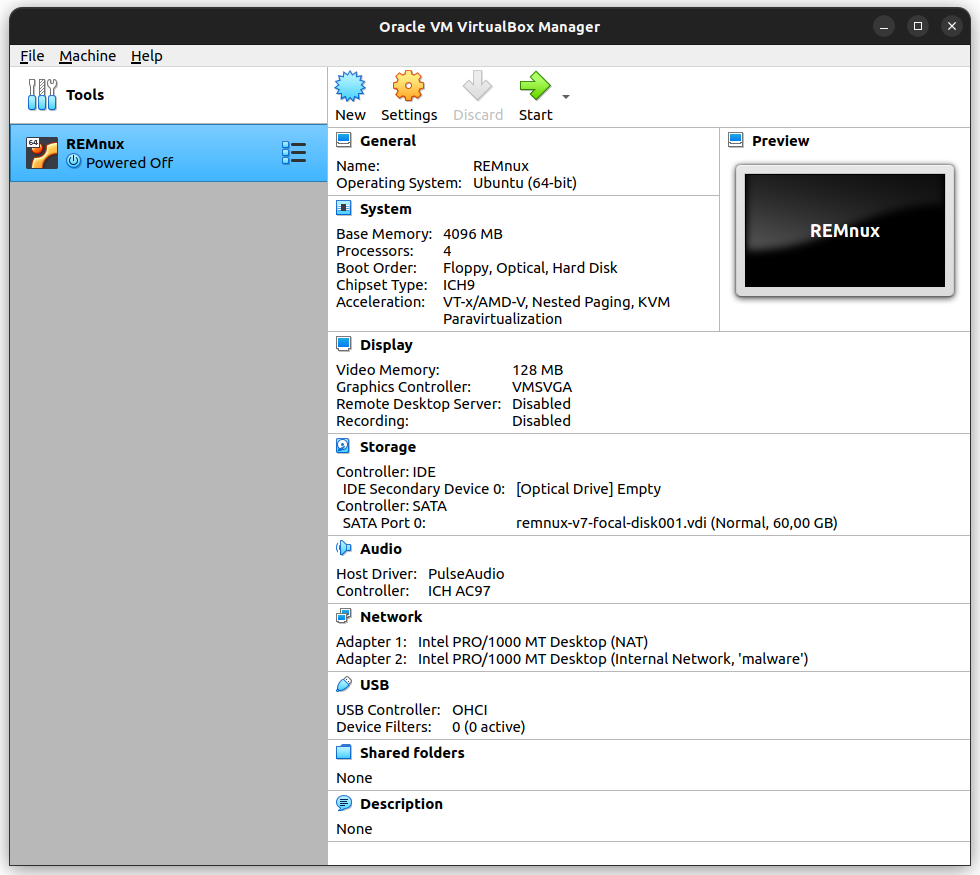 Oracle VM VirtualBox Manager
File Machine Help
Tools
64
REMnux
Powered Off
New Settings Discard Start
General
Name: REMnux
Operating System: Ubuntu (64-bit)
Preview
REMnux
System
Base Memory: 4096 MB
Processors: 4
Boot Order: Floppy, Optical, Hard Disk
Chipset Type: ICH9
Acceleration: VT-x/AMD-V, Nested Paging, KVM
Paravirtualization
Display
Video Memory: 128 MB
Graphics Controller: VMSVGA
Remote Desktop Server: Disabled
Recording: Disabled
Storage
Controller: IDE
IDE Secondary Device 0: [Optical Drive] Empty
Controller: SATA
SATA Port 0: remnux-v7-focal-disk001.vdi (Normal, 60,00 GB)
Audio
Host Driver: PulseAudio
Controller: ICH AC97
Network
Adapter 1: Intel PRO/1000 MT Desktop (NAT)
Adapter 2: Intel PRO/1000 MT Desktop (Internal Network, 'malware')
USB
USB Controller: OHCI
Device Filters: 0 (0 active)
Shared folders
None
Description
None